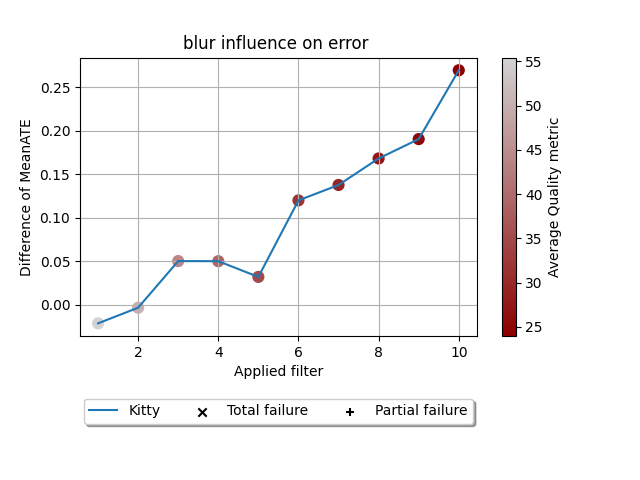 blur influence on error
Difference of MeanATE
0.25
0.20
0.15
0.10
0.05
0.00
2 4 6 8 10
Applied filter
55
50
45
40
35
30
25
Average Quality metric
Kitty Total failure Partial failure